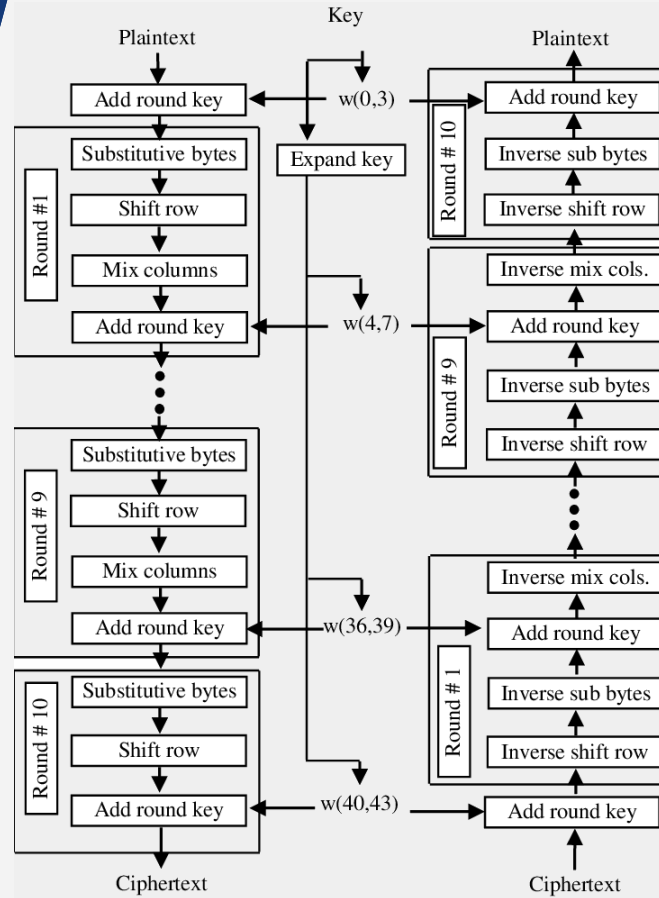 Key
Plaintext
Add round key
Round #1
Substitutive bytes
Shift row
Mix columns
Add round key
Round # 9
Substitutive bytes
Shift row
Mix columns
Add round key
Round # 10
Substitutive bytes
Shift row
Add round key
Ciphertext
w(0,3)
Expand key
w(4,7)
w(36,39)
w(40,43)
Plaintext
Round # 10
Add round key
Inverse sub bytes
Inverse shift row
Round # 9
Inverse mix cols.
Add round key
Inverse sub bytes
Inverse shift row
Round # 1
Inverse mix cols.
Add round key
Inverse sub bytes
Inverse shift row
Add round key
Ciphertext